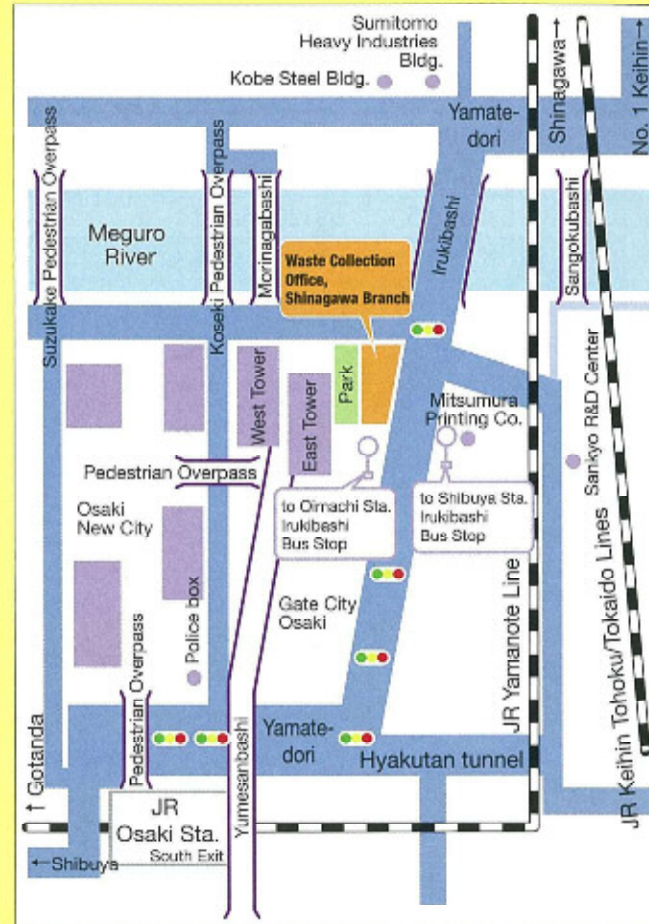 Sumitomo
Heavy Industries
Bldg.
Kobe Steel Bldg.
Yamate-
dori
Shinagawa→
No. 1 Keihin→
Suzukake Pedestrian Overpass
Meguro
River
Koseki Pedestrian Overpass
Morinagabashi
Waste Collection
Office,
Shinagawa Branch
Irukibashi
Sangokubashi
West Tower
East Tower
Park
Mitsumura
Printing Co.
Sankyo R&D Center
Pedestrian Overpass
Osaki
New City
to Oimachi Sta.
Irukibashi
Bus Stop
to Shibuya Sta.
Irukibashi
Bus Stop
Gate City
Osaki
Police box
JR Yamanote Line
JR Keihin Tohoku/Tokaido Lines
Pedestrian Overpass
↑ Gotanda
Yamate-
dori
Hyakutan tunnel
Yumesanbashi
JR
Osaki Sta.
South Exit
←Shibuya